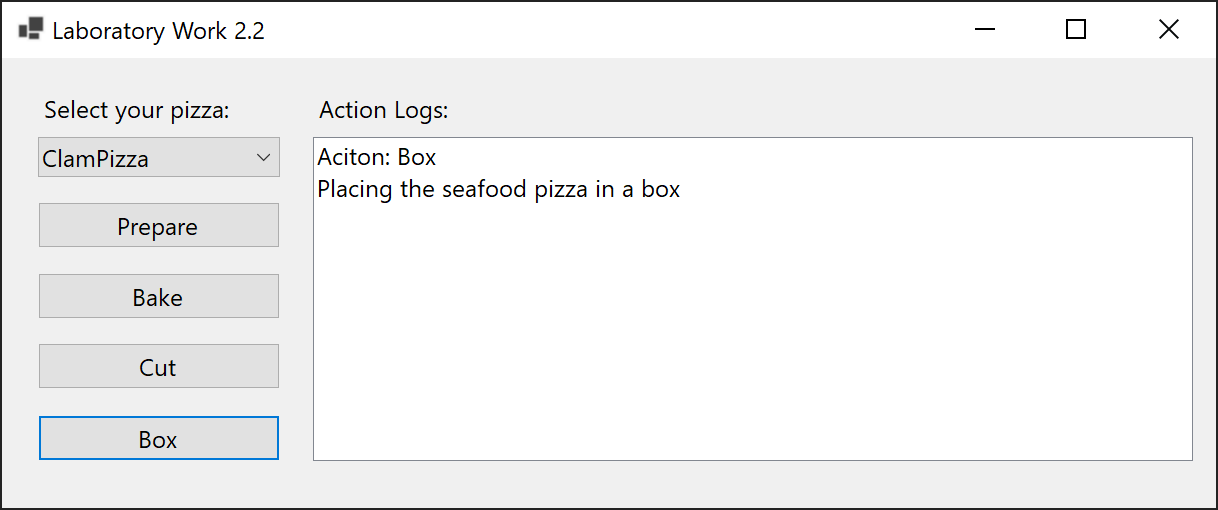 Laboratory Work 2.2
Select your pizza:
ClamPizza
Prepare
Bake
Cut
Box
Action Logs:
Aciton: Box
Placing the seafood pizza in a box